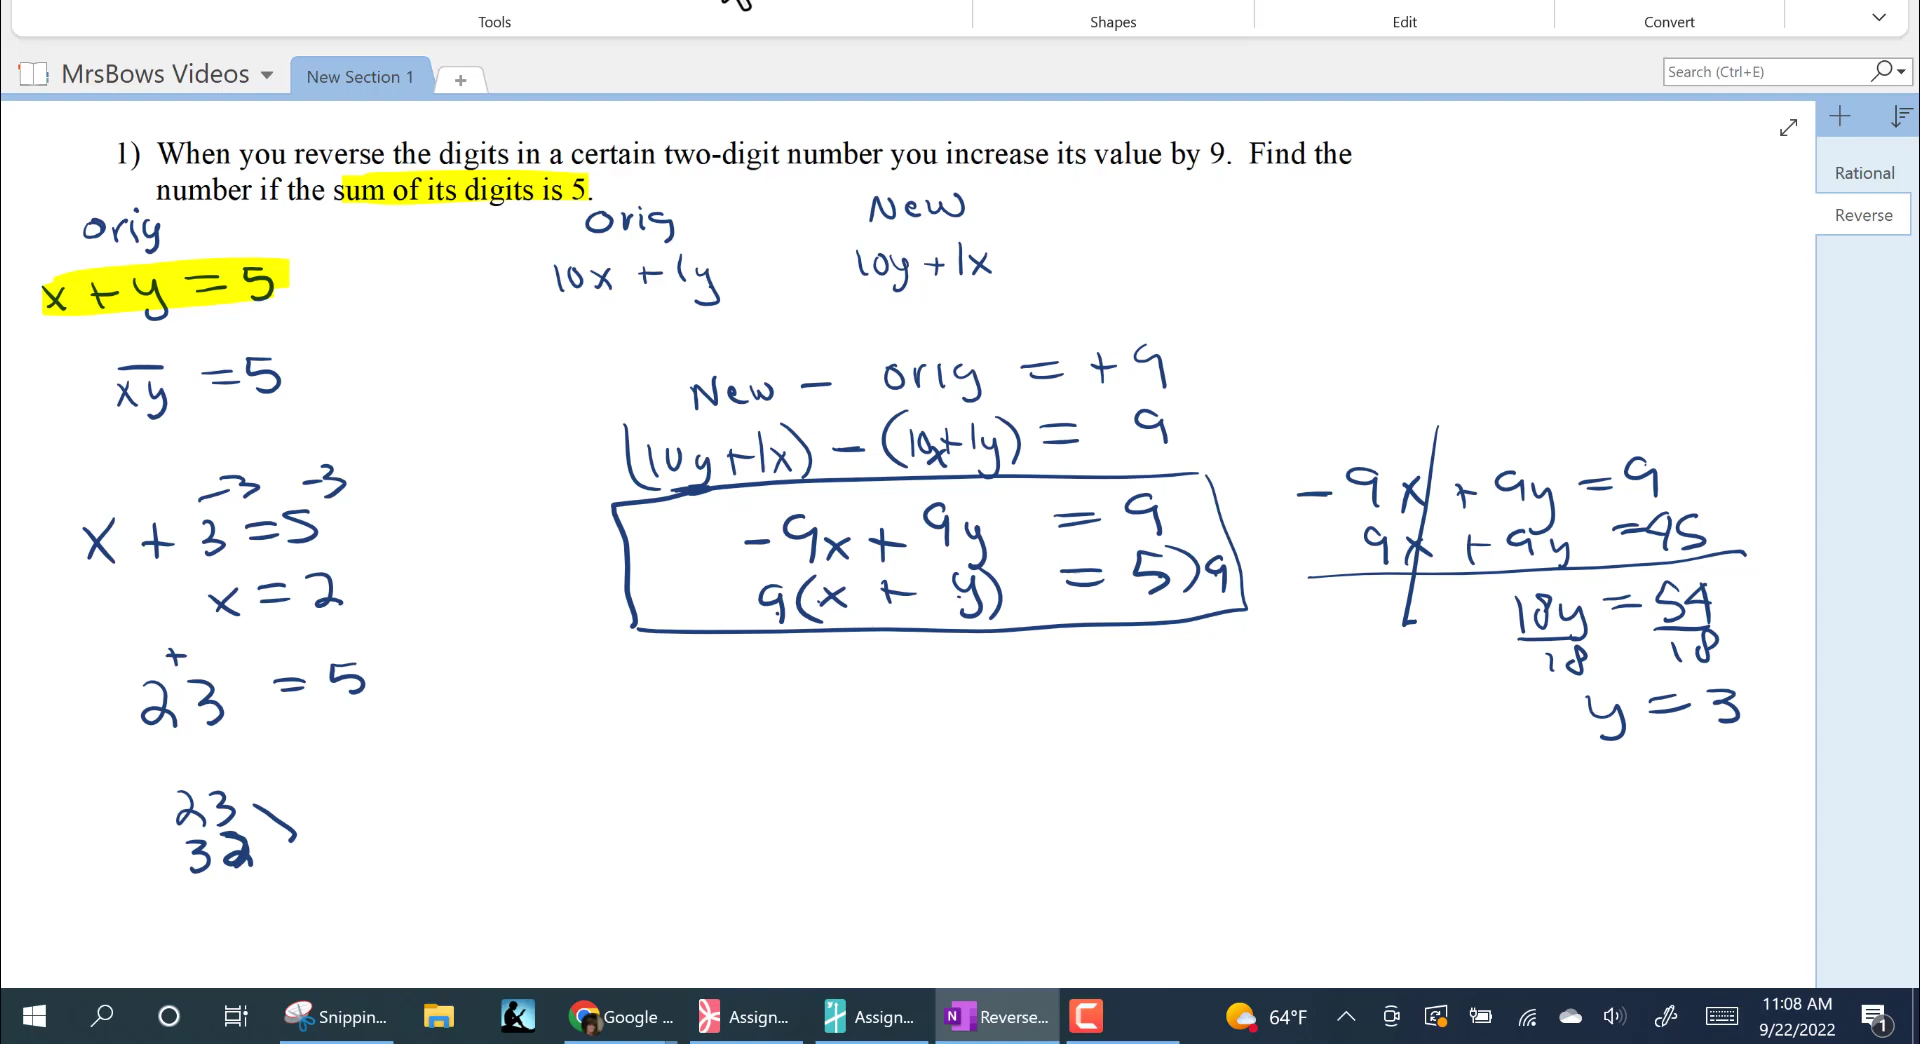 Tools Shapes Edit Convert
MrsBows Videos New Section 1 + Search (Ctrl+E)
1) When you reverse the digits in a certain two-digit number you increase its value by 9. Find the
number if the sum of its digits is 5.
Rational
Reverse
orig
x + y = 5
xy = 5
-3 -3
x + 3 = 5
x = 2
+
23 = 5
23
32
orig New
10x + 1y 10y + 1x
New - orig = + 9
(10y + 1x) - (10x + 1y) = 9
-9x + 9y = 9
9(x + y) = 5)9
-9x + 9y = 9
9x + 9y = 45
18y = 54
18 18
y = 3
Snippin... Google ... Assign... Assign... Reverse... 64°F 11:08 AM
9/22/2022 1